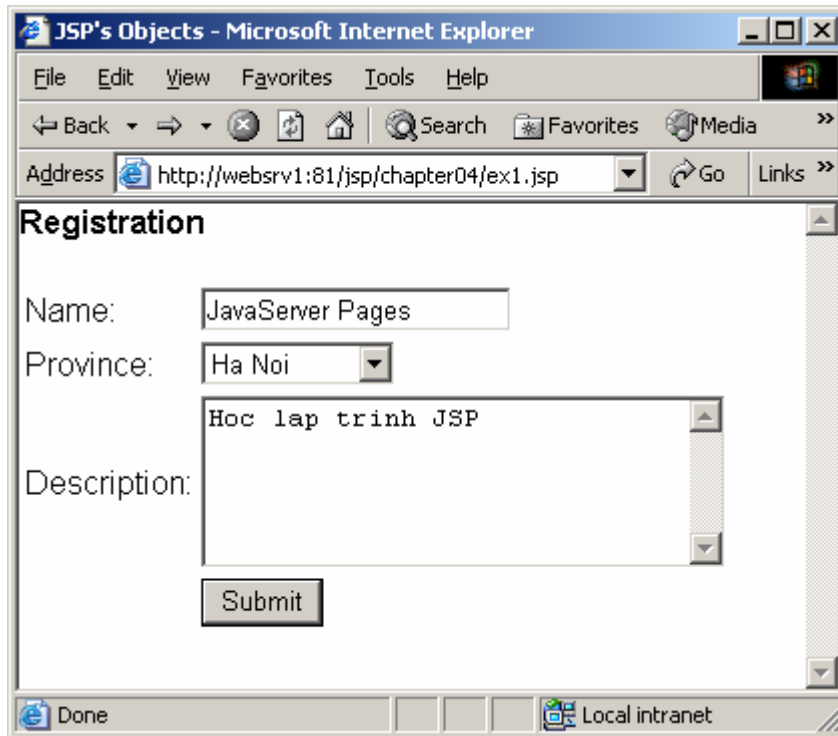 JSP's Objects - Microsoft Internet Explorer
File Edit View Favorites Tools Help
Back Search Favorites Media »
Address http://websrv1:81/jsp/chapter04/ex1.jsp Go Links »
Registration
Name: JavaServer Pages
Province: Ha Noi
Hoc lap trinh JSP
Description:
Submit
Done Local intranet